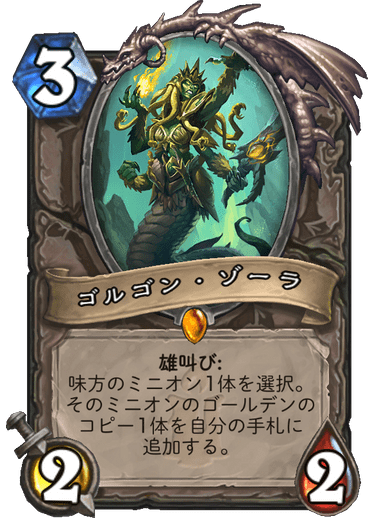 3
ゴルゴン・ゾーラ
雄叫び:
味方のミニオン1体を選択。
そのミニオンのゴールデンの
コピー1体を自分の手札に
追加する。
2
2